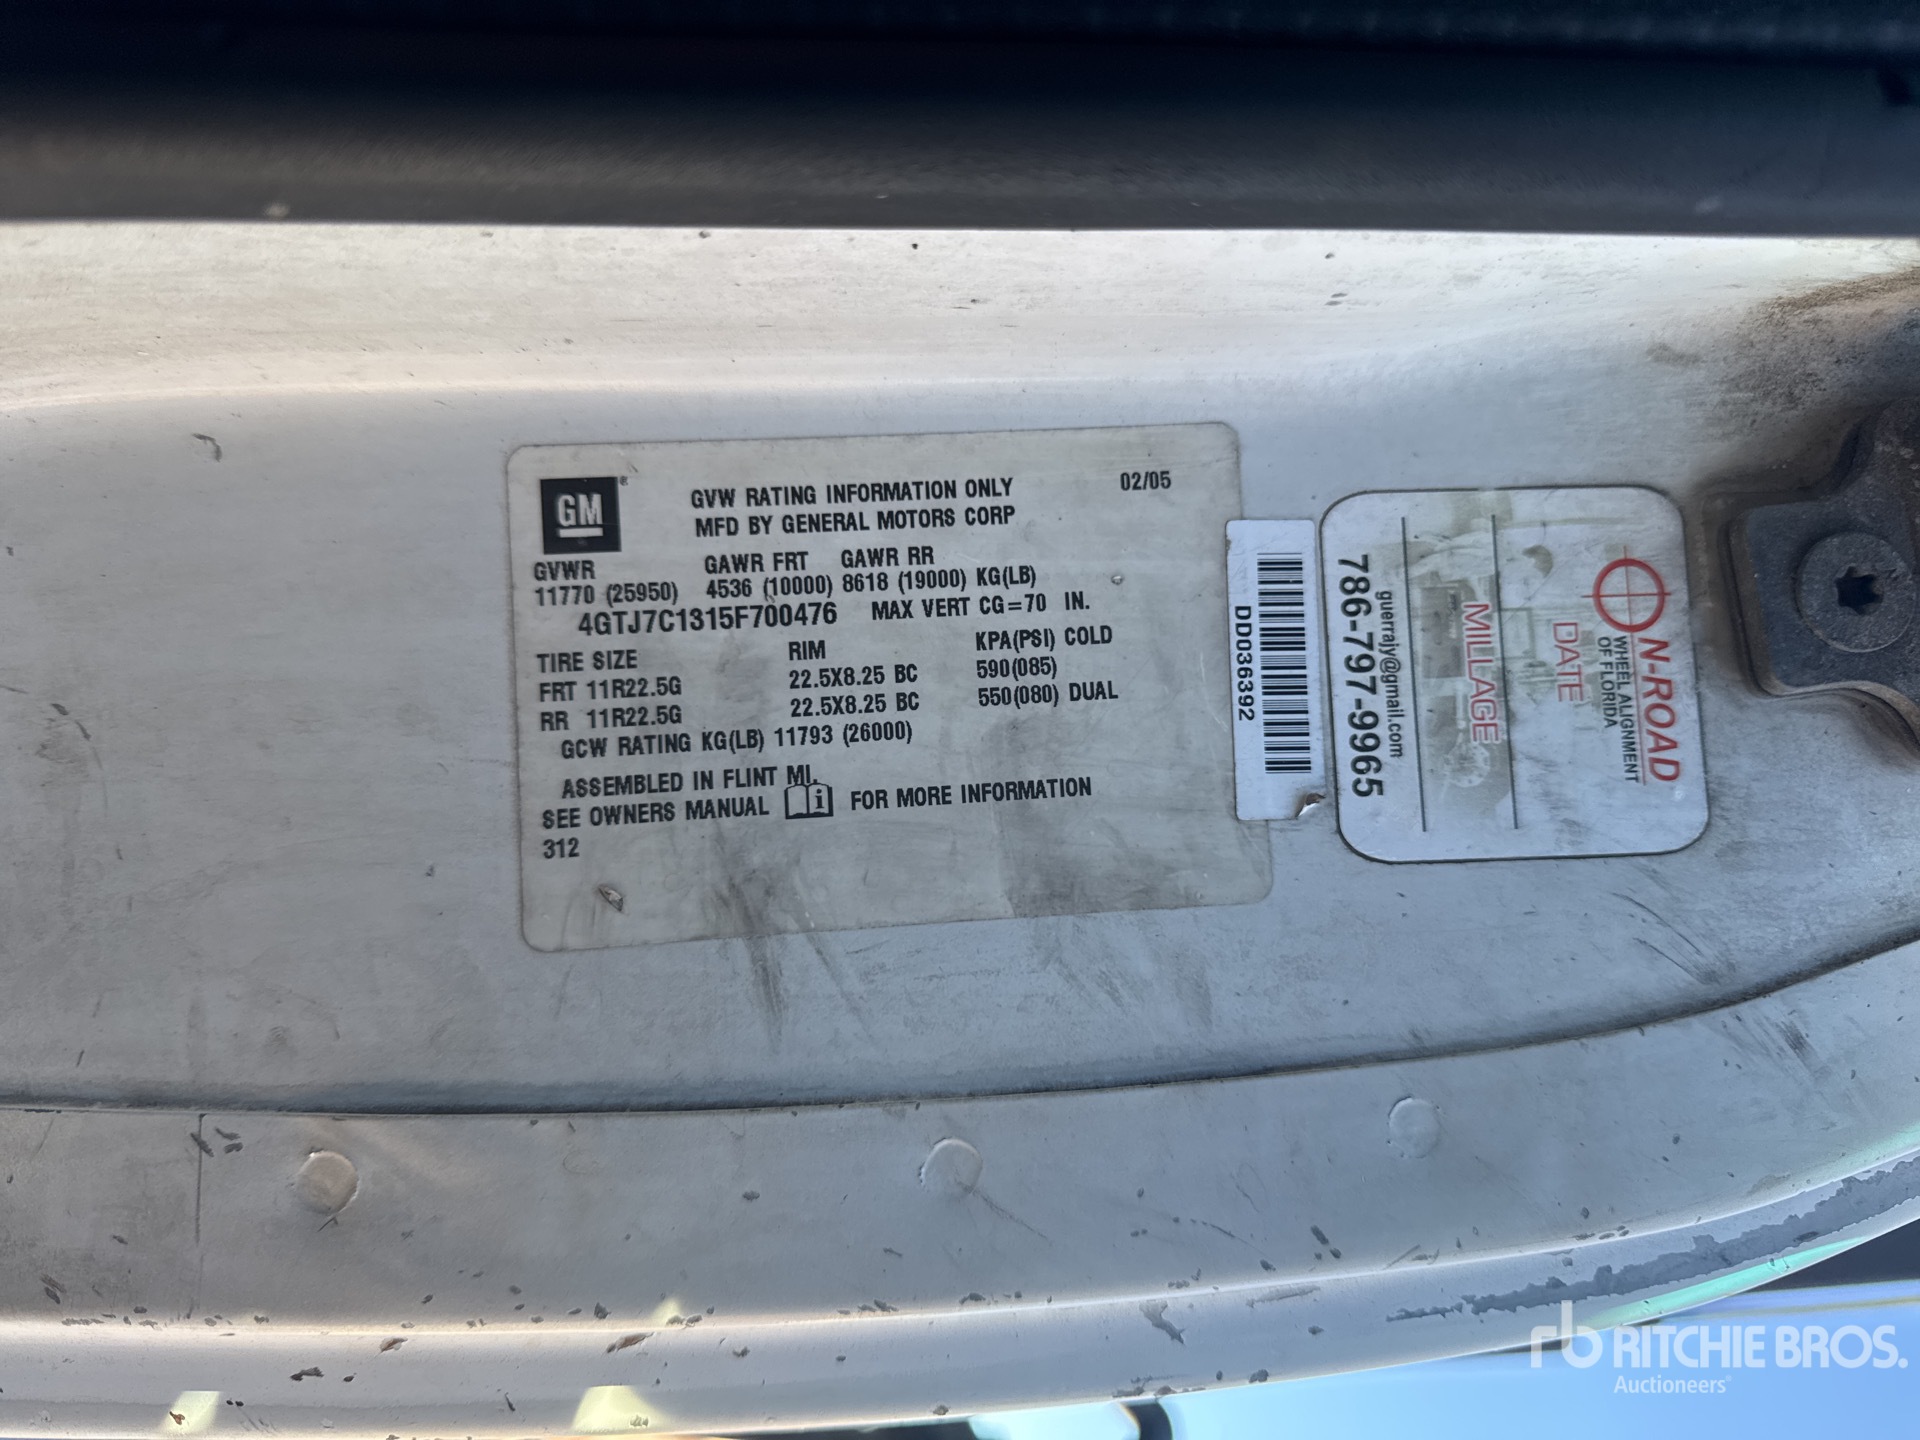 GM®
GVW RATING INFORMATION ONLY 02/05
MFD BY GENERAL MOTORS CORP
GVWR GAWR FRT GAWR RR
11770 (25950) 4536 (10000) 8618 (19000) KG(LB)
4GTJ7C1315F700476 MAX VERT CG=70 IN.
TIRE SIZE RIM KPA(PSI) COLD
FRT 11R22.5G 22.5X8.25 BC 590(085)
RR 11R22.5G 22.5X8.25 BC 550(080) DUAL
GCW RATING KG(LB) 11793 (26000)
ASSEMBLED IN FLINT MI.
SEE OWNERS MANUAL i FOR MORE INFORMATION
312
DD036392
ON-ROAD
WHEEL ALIGNMENT
OF FLORIDA
DATE
MILLAGE
guerrajy@gmail.com
786-797-9965
rb RITCHIE BROS.
Auctioneers